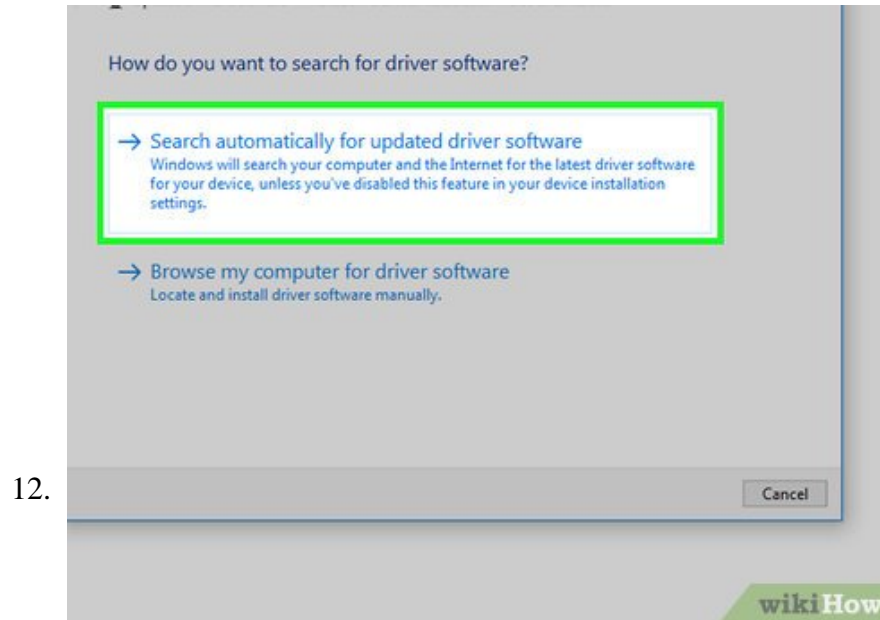 How do you want to search for driver software?
→ Search automatically for updated driver software
Windows will search your computer and the Internet for the latest driver software
for your device, unless you've disabled this feature in your device installation
settings.
→ Browse my computer for driver software
Locate and install driver software manually.
12.
Cancel
wikiHow